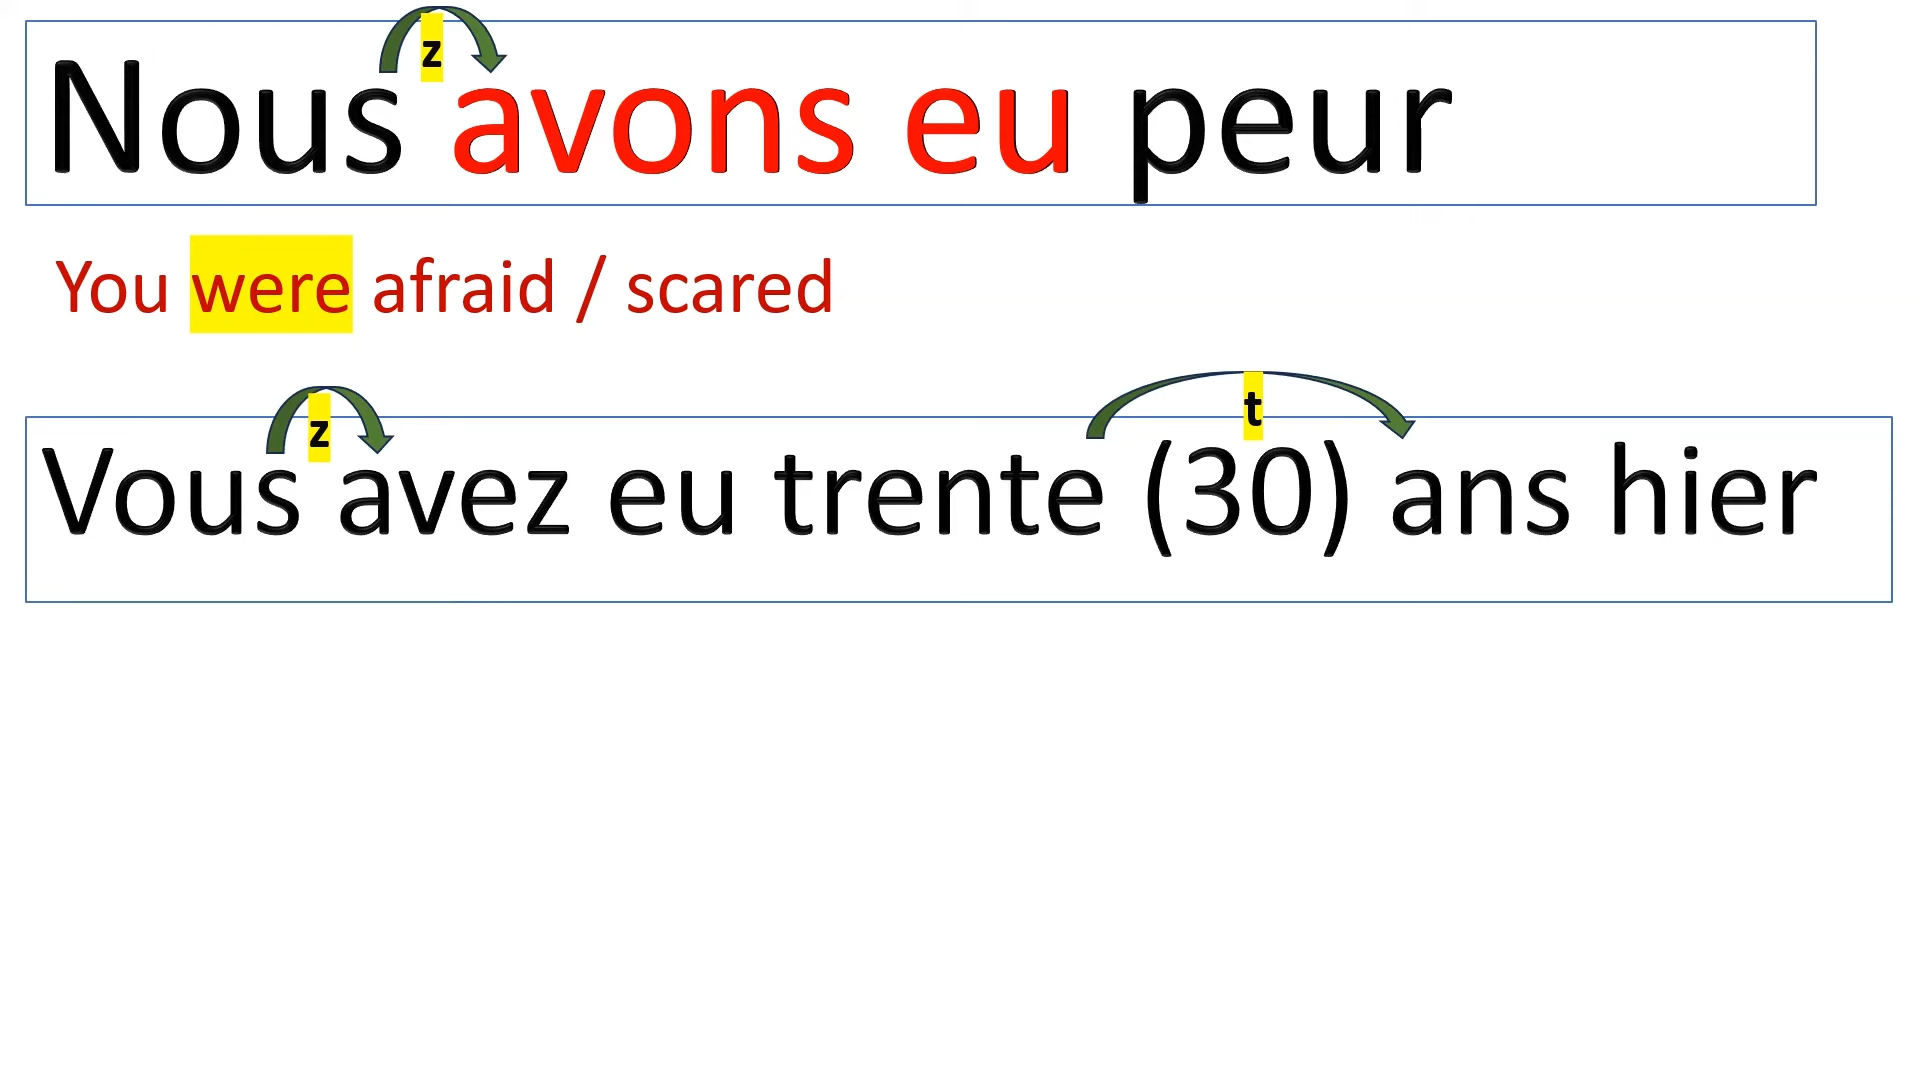 z
Nous avons eu peur
You were afraid / scared
z t
Vous avez eu trente (30) ans hier